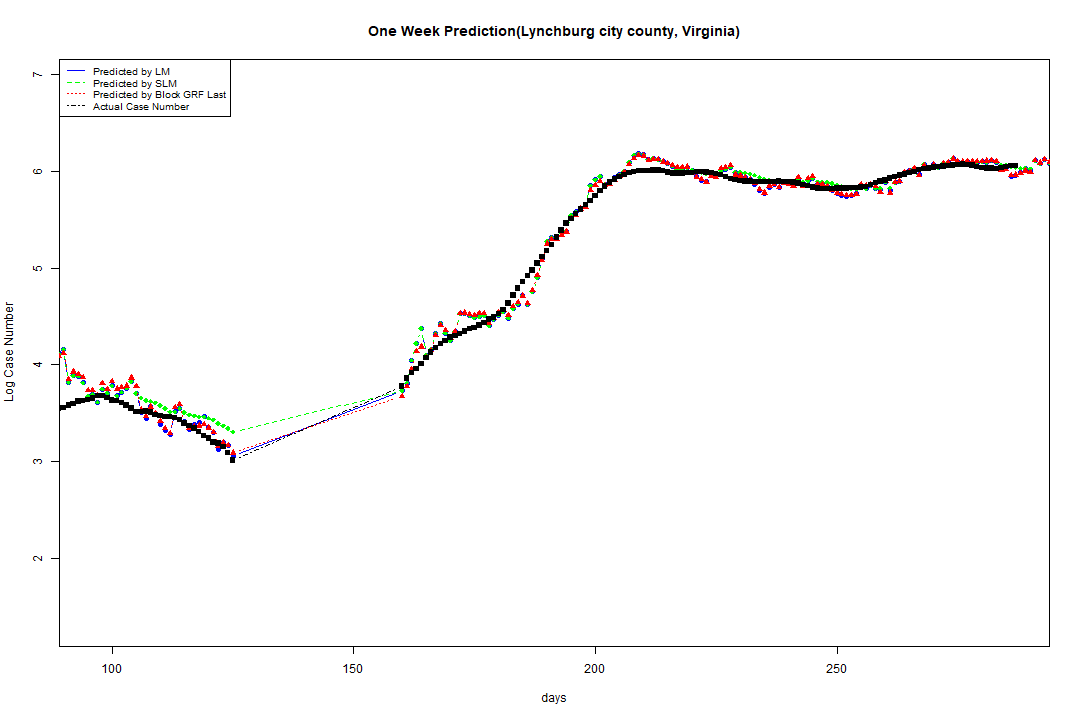 One Week Prediction(Lynchburg city county, Virginia)
Predicted by LM
Predicted by SLM
Predicted by Block GRF Last
Actual Case Number
7
6
5
4
3
2
Log Case Number
100 150 200 250
days